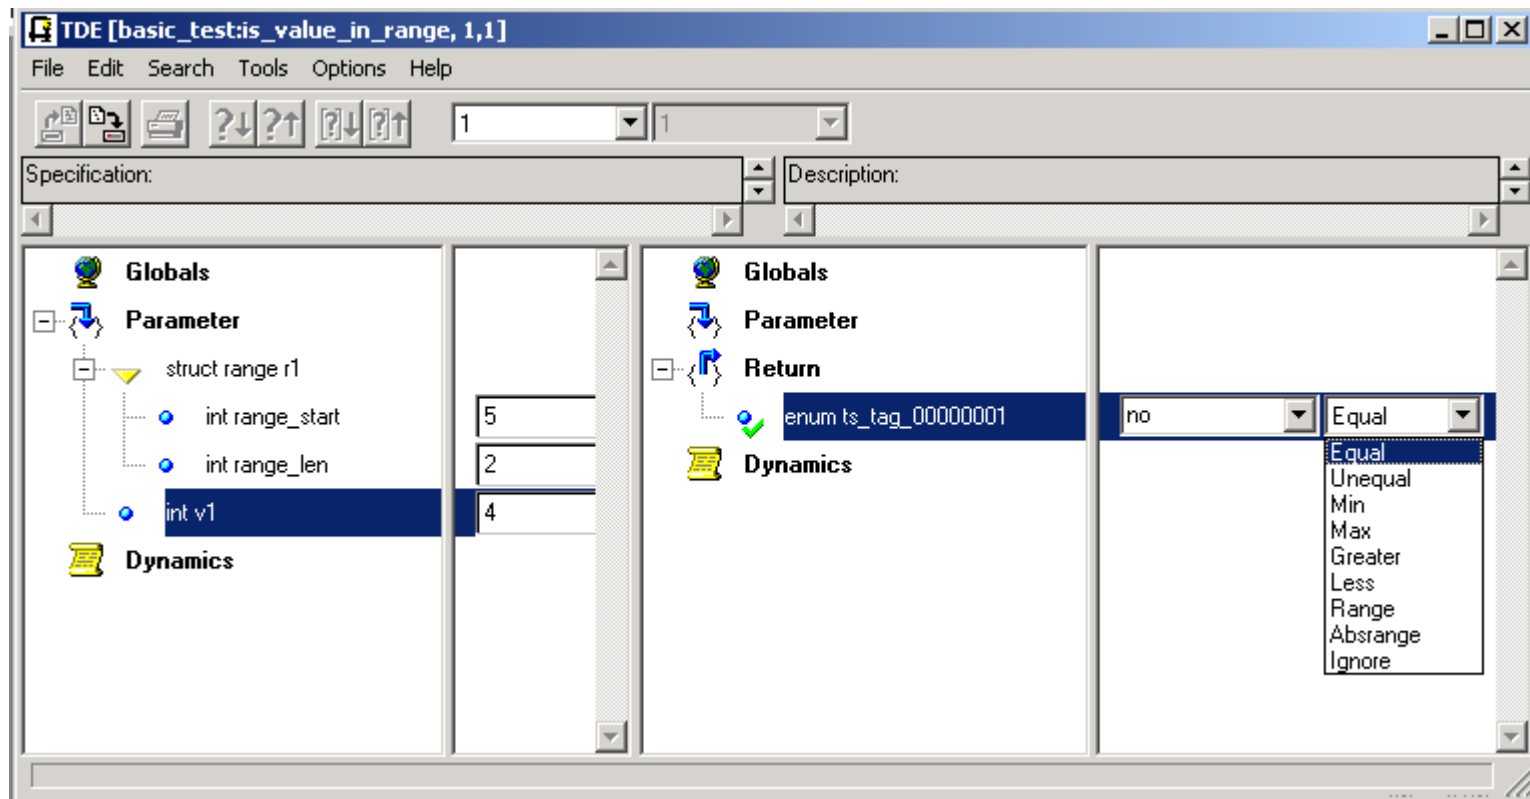 TDE [basic_test:is_value_in_range, 1,1]
File Edit Search Tools Options Help
1 1
Specification:
Description:
Globals
Parameter
struct range r1
int range_start 5
int range_len 2
int v1 4
Dynamics
Globals
Parameter
Return
enum ts_tag_00000001 no Equal
Dynamics
Equal
Unequal
Min
Max
Greater
Less
Range
Absrange
Ignore